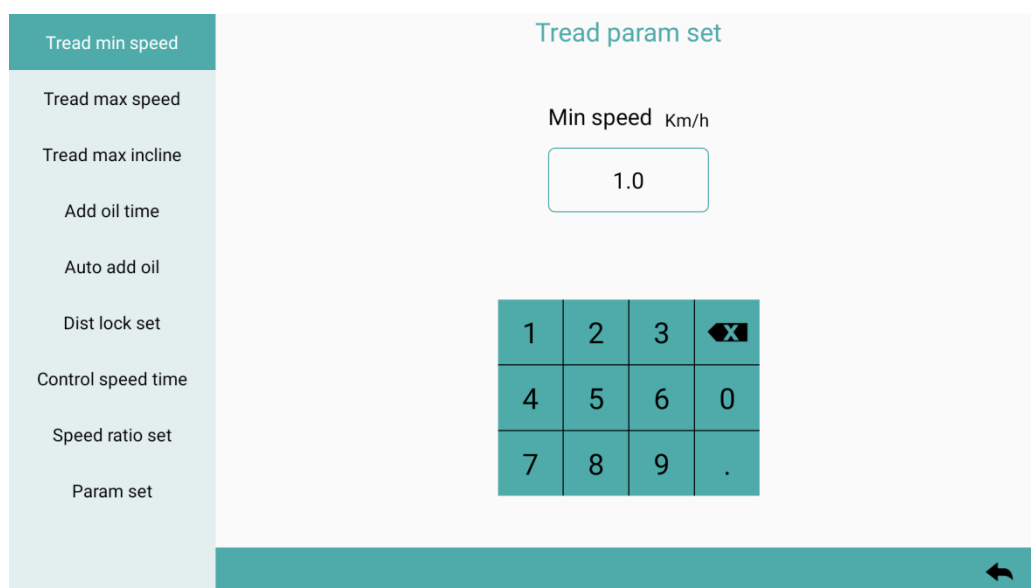 Tread min speed
Tread max speed
Tread max incline
Add oil time
Auto add oil
Dist lock set
Control speed time
Speed ratio set
Param set
Tread param set
Min speed Km/h
1.0
1 2 3 X
4 5 6 0
7 8 9 .